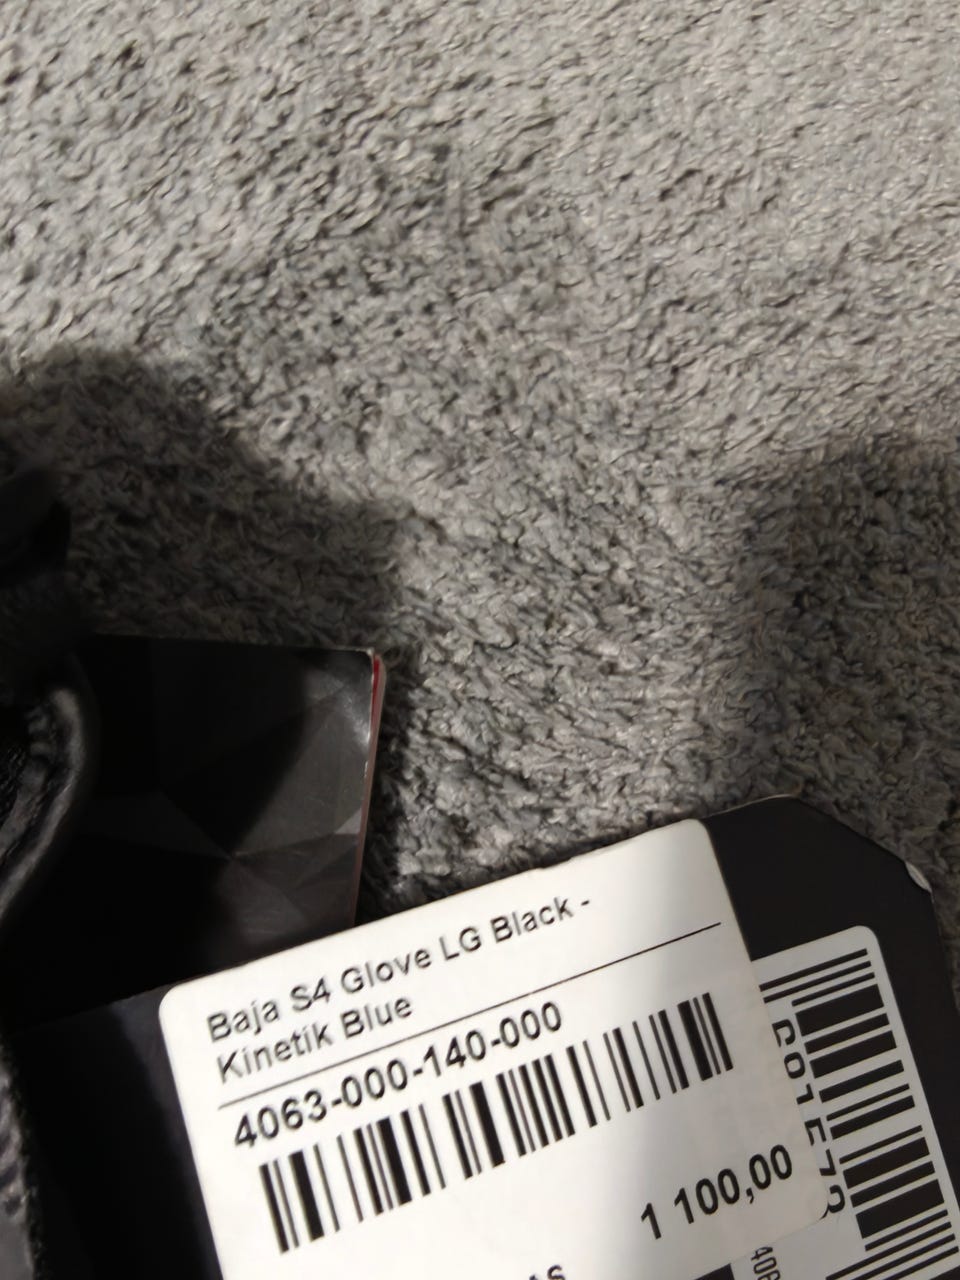 Baja S4 Glove LG Black -
Kinetik Blue
4063-000-140-000
1 100,00